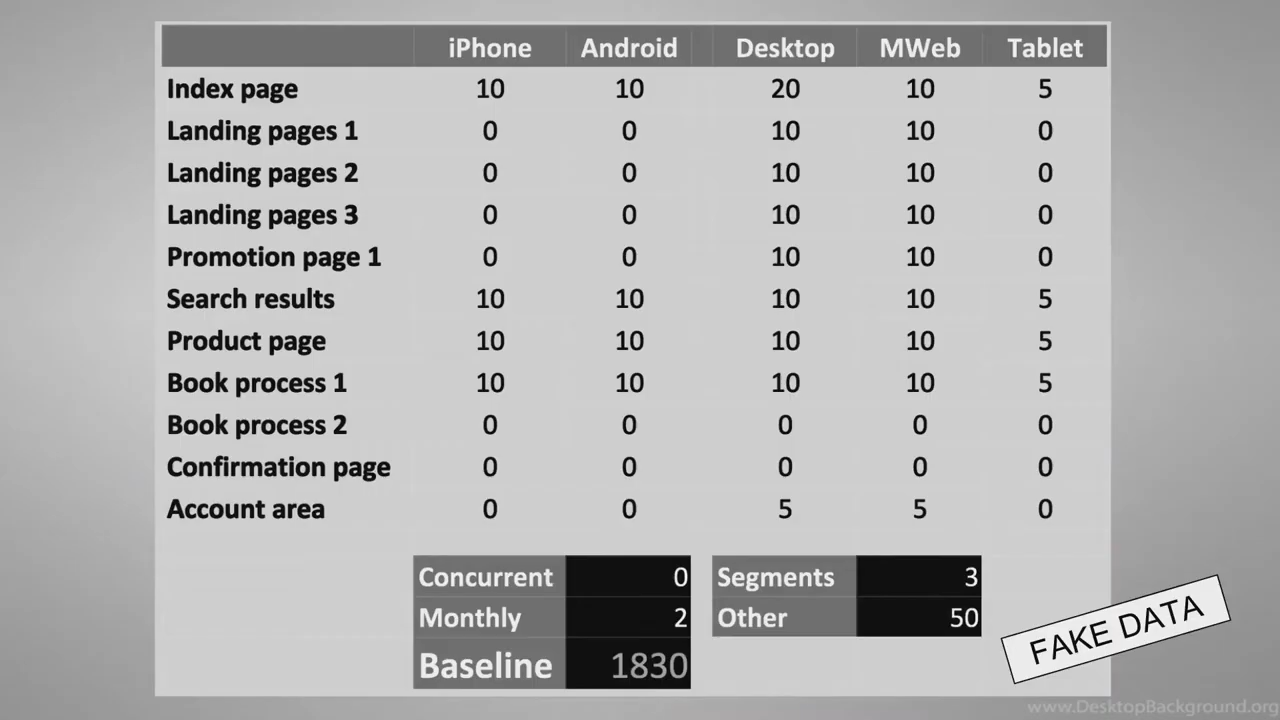 iPhone Android Desktop MWeb Tablet
Index page 10 10 20 10 5
Landing pages 1 0 0 10 10 0
Landing pages 2 0 0 10 10 0
Landing pages 3 0 0 10 10 0
Promotion page 1 0 0 10 10 0
Search results 10 10 10 10 5
Product page 10 10 10 10 5
Book process 1 10 10 10 10 5
Book process 2 0 0 0 0 0
Confirmation page 0 0 0 0 0
Account area 0 0 5 5 0
Concurrent 0 Segments 3
Monthly 2 Other 50
Baseline 1830
FAKE DATA
www.DesktopBackground.org